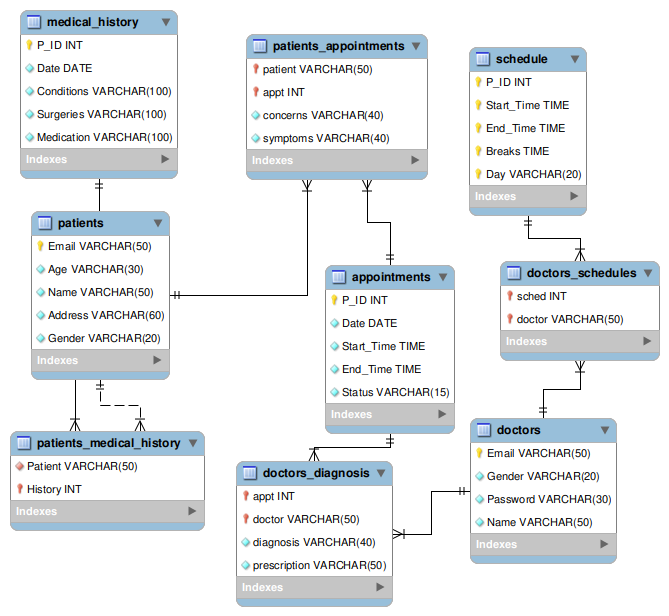 medical_history
P_ID INT
Date DATE
Conditions VARCHAR(100)
Surgeries VARCHAR(100)
Medication VARCHAR(100)
Indexes
patients_appointments
patient VARCHAR(50)
appt INT
concerns VARCHAR(40)
symptoms VARCHAR(40)
Indexes
schedule
P_ID INT
Start_Time TIME
End_Time TIME
Breaks TIME
Day VARCHAR(20)
Indexes
patients
Email VARCHAR(50)
Age VARCHAR(30)
Name VARCHAR(50)
Address VARCHAR(60)
Gender VARCHAR(20)
Indexes
appointments
P_ID INT
Date DATE
Start_Time TIME
End_Time TIME
Status VARCHAR(15)
Indexes
doctors_schedules
sched INT
doctor VARCHAR(50)
Indexes
patients_medical_history
Patient VARCHAR(50)
History INT
Indexes
doctors_diagnosis
appt INT
doctor VARCHAR(50)
diagnosis VARCHAR(40)
prescription VARCHAR(50)
Indexes
doctors
Email VARCHAR(50)
Gender VARCHAR(20)
Password VARCHAR(30)
Name VARCHAR(50)
Indexes